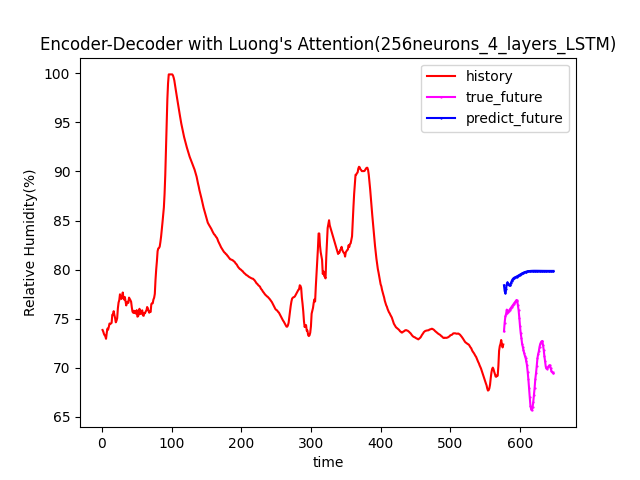 Encoder-Decoder with Luong's Attention(256neurons_4_layers_LSTM)
history
true_future
predict_future
Relative Humidity(%)
100
95
90
85
80
75
70
65
0 100 200 300 400 500 600
time